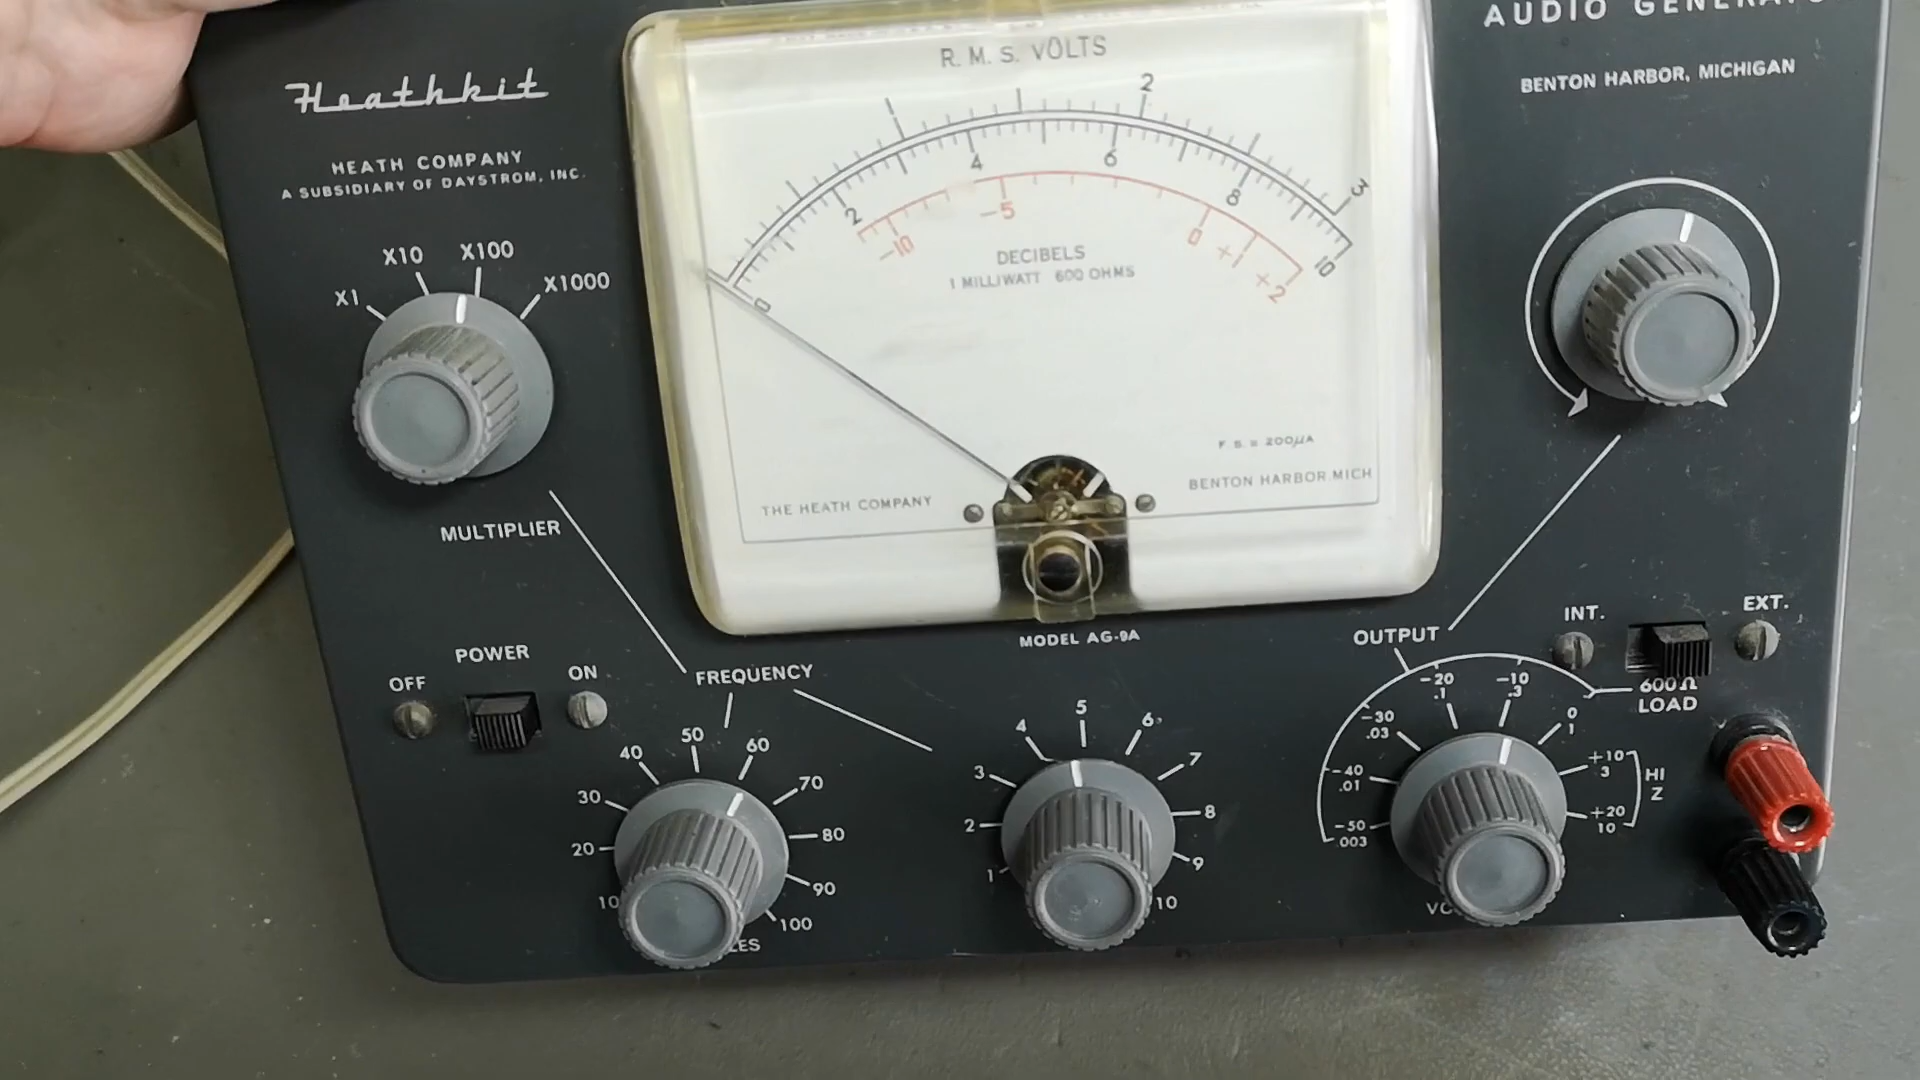 Heathkit
HEATH COMPANY
A SUBSIDIARY OF DAYSTROM, INC.
AUDIO
BENTON HARBOR, MICHIGAN
R. M. S. VOLTS
2
3
0
2
4
6
8
10
-10
-5
0
+1
+2
DECIBELS
1 MILLIWATT 600 OHMS
F. S. = 200μA
THE HEATH COMPANY
BENTON HARBOR MICH
MODEL AG-9A
X1
X10
X100
X1000
MULTIPLIER
POWER
OFF
ON
FREQUENCY
10
20
30
40
50
60
70
80
90
100
1
2
3
4
5
6
7
8
9
10
OUTPUT
INT.
EXT.
600Ω
LOAD
-50
.003
-40
.01
-30
.03
-20
.1
-10
.3
0
1
+10
3
+20
10
HI
Z